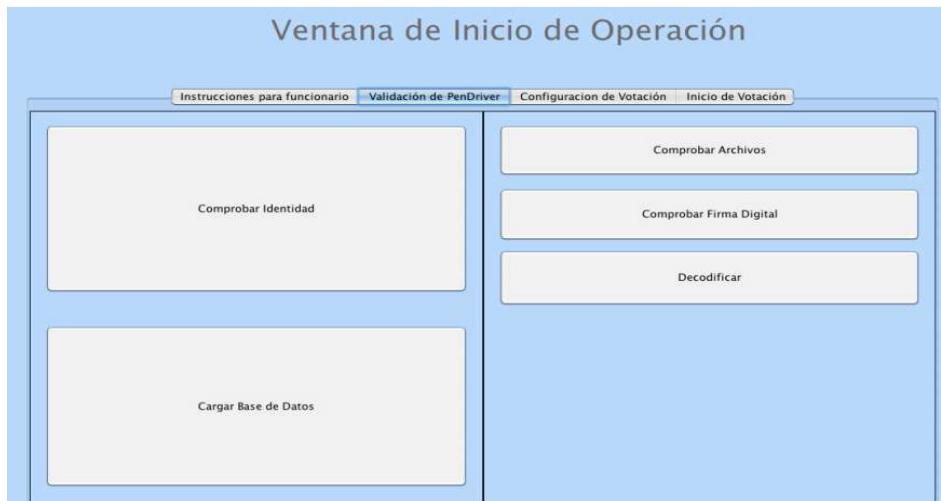 Ventana de Inicio de Operación
Instrucciones para funcionario Validación de PenDriver Configuracion de Votación Inicio de Votación
Comprobar Identidad
Cargar Base de Datos
Comprobar Archivos
Comprobar Firma Digital
Decodificar